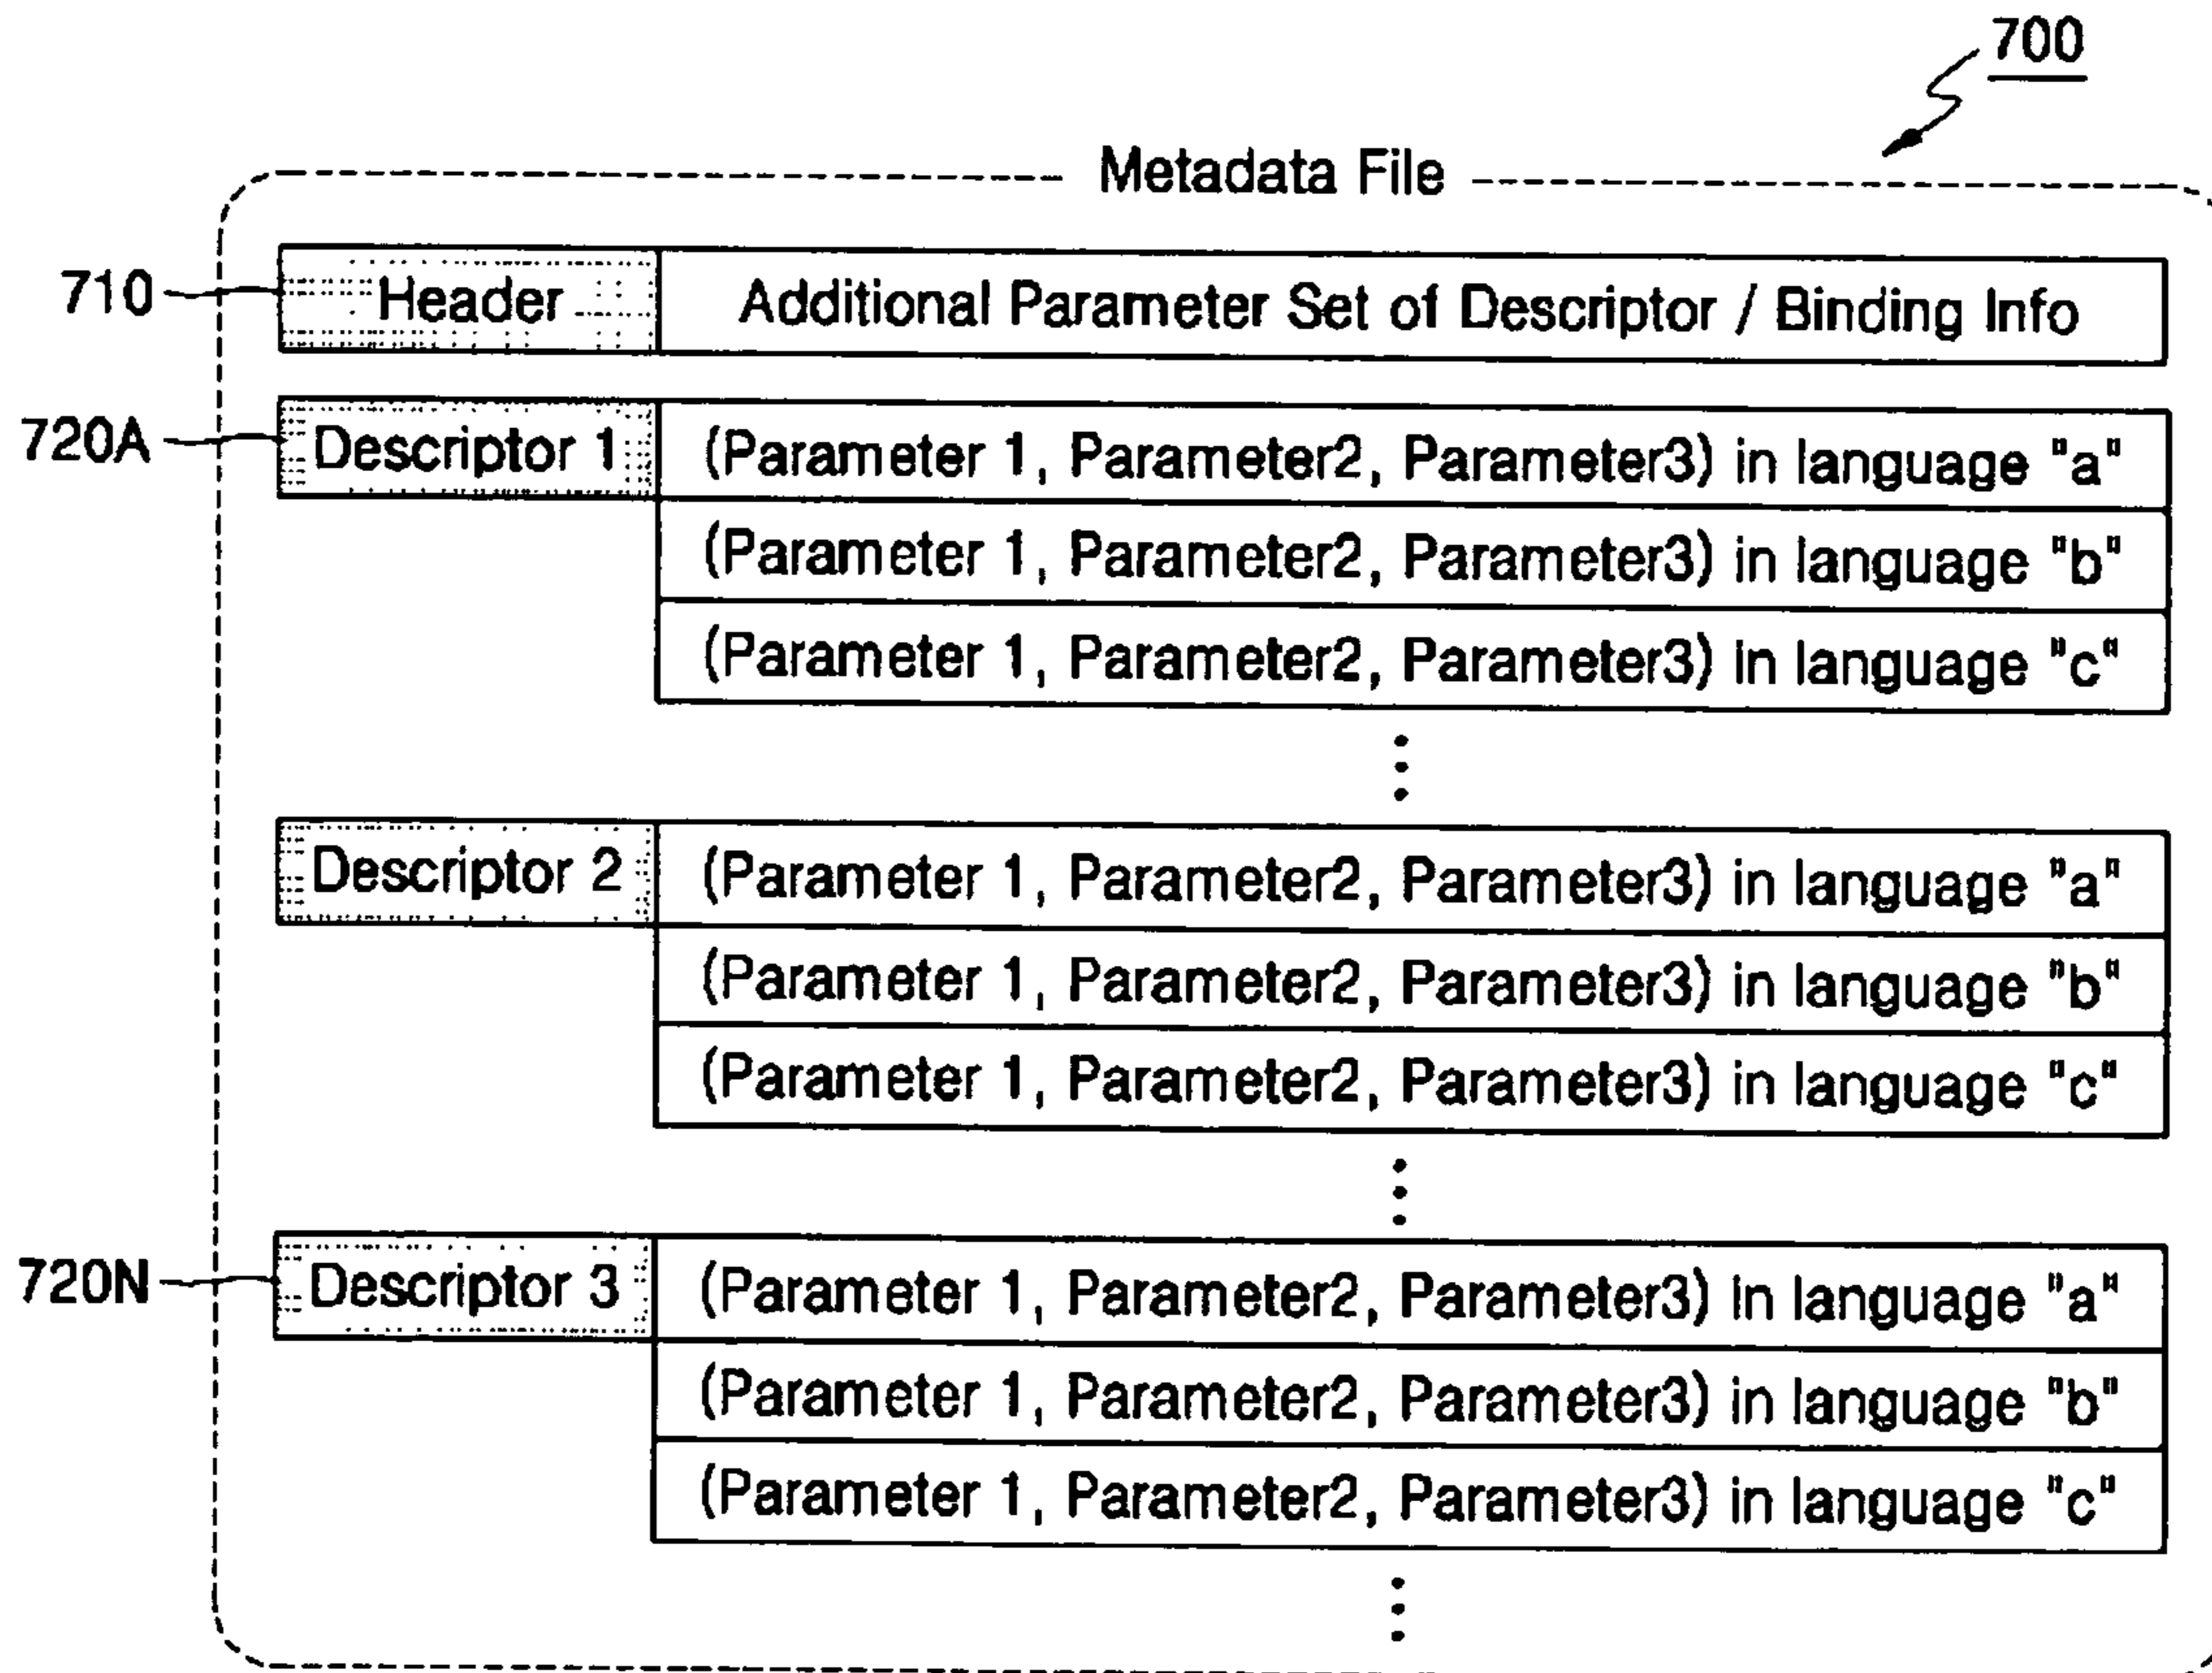 700
Metadata File
710 Header Additional Parameter Set of Descriptor / Binding Info
720A Descriptor 1 (Parameter 1, Parameter2, Parameter3) in language "a"
(Parameter 1, Parameter2, Parameter3) in language "b"
(Parameter 1, Parameter2, Parameter3) in language "c"
Descriptor 2 (Parameter 1, Parameter2, Parameter3) in language "a"
(Parameter 1, Parameter2, Parameter3) in language "b"
(Parameter 1, Parameter2, Parameter3) in language "c"
720N Descriptor 3 (Parameter 1, Parameter2, Parameter3) in language "a"
(Parameter 1, Parameter2, Parameter3) in language "b"
(Parameter 1, Parameter2, Parameter3) in language "c"